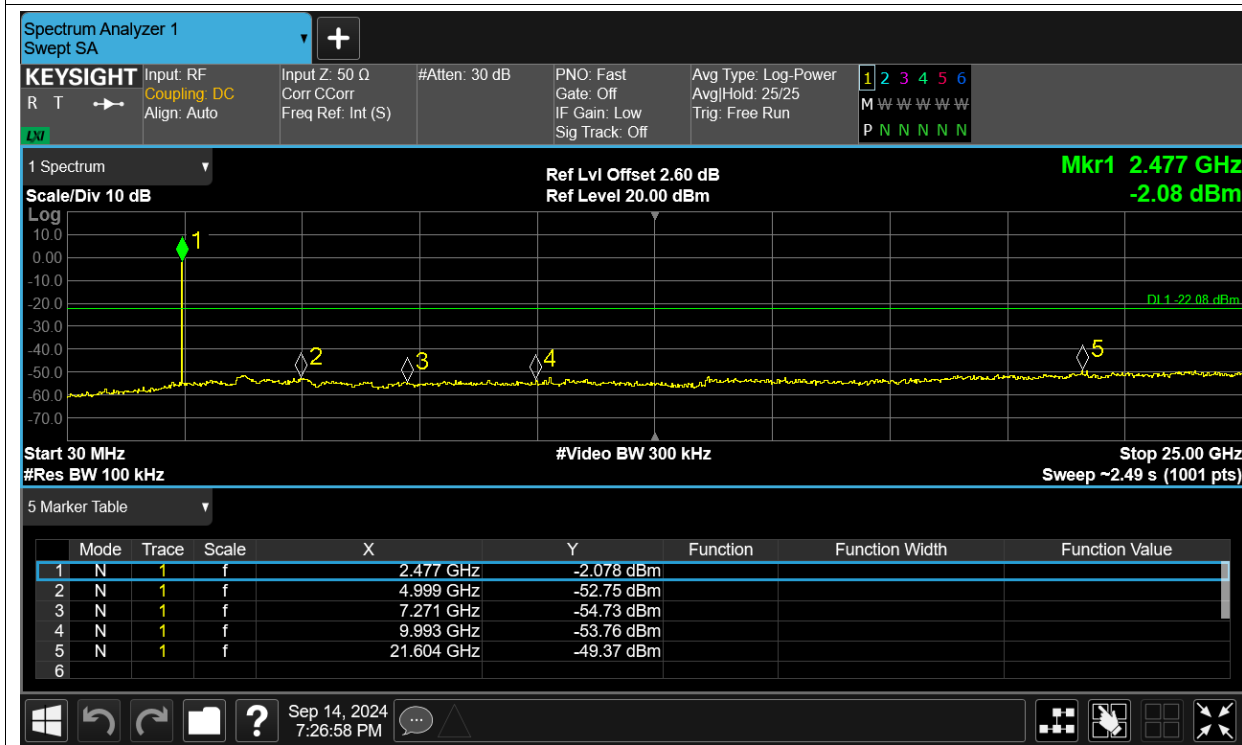 Spectrum Analyzer 1
Swept SA
KEYSIGHT
R T
LXI
Input: RF
Coupling: DC
Align: Auto
Input Z: 50 Ω
Corr CCorr
Freq Ref: Int (S)
#Atten: 30 dB
PNO: Fast
Gate: Off
IF Gain: Low
Sig Track: Off
Avg Type: Log-Power
Avg|Hold: 25/25
Trig: Free Run
1 2 3 4 5 6
M W W W W W
P N N N N N
1 Spectrum
Scale/Div 10 dB
Ref Lvl Offset 2.60 dB
Ref Level 20.00 dBm
Mkr1 2.477 GHz
-2.08 dBm
Log
10.0
0.00
-10.0
-20.0
-30.0
-40.0
-50.0
-60.0
-70.0
1
2
3
4
5
DL1 -22.08 dBm
Start 30 MHz
#Res BW 100 kHz
#Video BW 300 kHz
Stop 25.00 GHz
Sweep ~2.49 s (1001 pts)
5 Marker Table
Mode Trace Scale X Y Function Function Width Function Value
1 N 1 f 2.477 GHz -2.078 dBm
2 N 1 f 4.999 GHz -52.75 dBm
3 N 1 f 7.271 GHz -54.73 dBm
4 N 1 f 9.993 GHz -53.76 dBm
5 N 1 f 21.604 GHz -49.37 dBm
6
?
Sep 14, 2024
7:26:58 PM